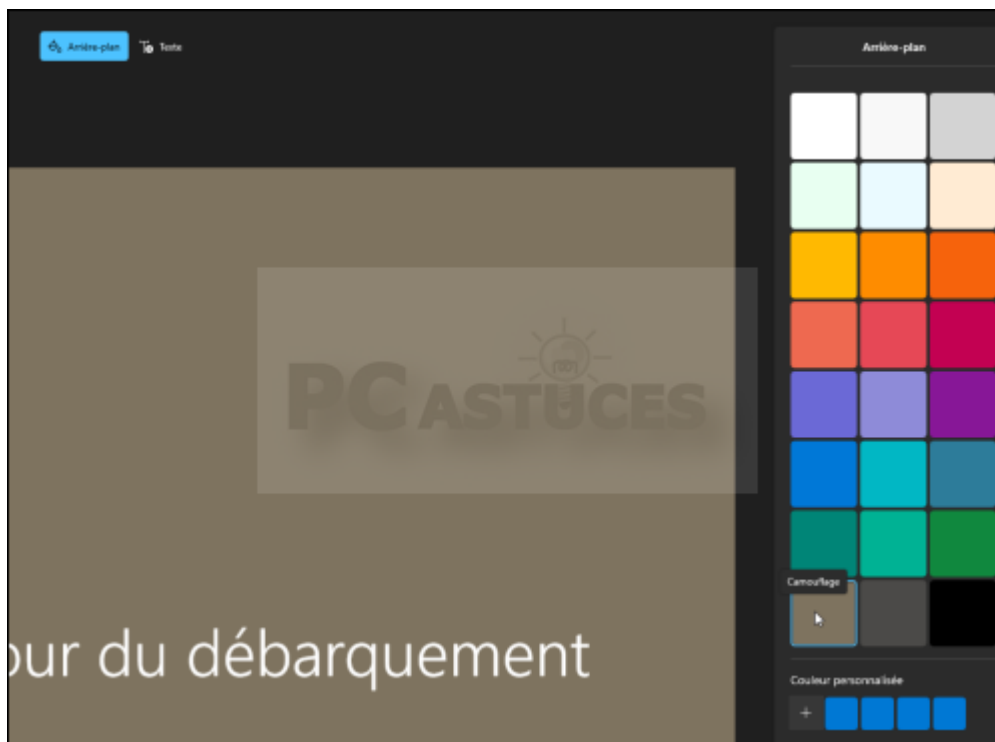 Arrière-plan Texte
Arrière-plan
PC ASTUCES
Camouflage
our du débarquement
Couleur personnalisée